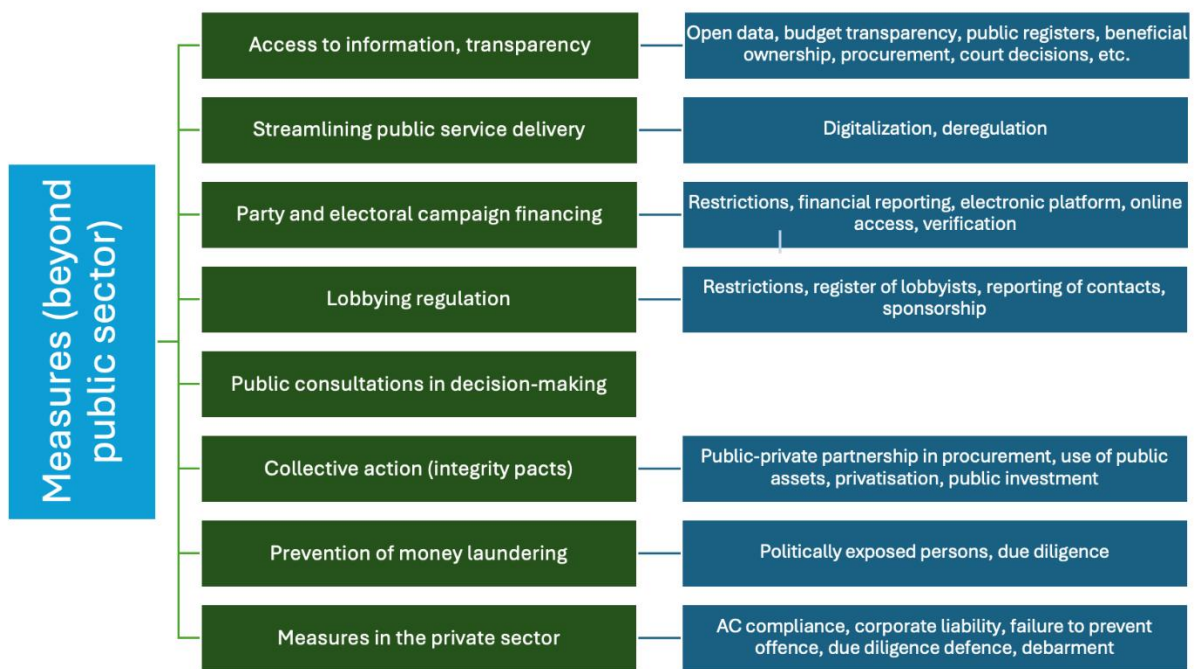 Measures (beyond
public sector)
Access to information, transparency
Open data, budget transparency, public registers, beneficial
ownership, procurement, court decisions, etc.
Streamlining public service delivery
Digitalization, deregulation
Party and electoral campaign financing
Restrictions, financial reporting, electronic platform, online
access, verification
Lobbying regulation
Restrictions, register of lobbyists, reporting of contacts,
sponsorship
Public consultations in decision-making
Collective action (integrity pacts)
Public-private partnership in procurement, use of public
assets, privatisation, public investment
Prevention of money laundering
Politically exposed persons, due diligence
Measures in the private sector
AC compliance, corporate liability, failure to prevent
offence, due diligence defence, debarment